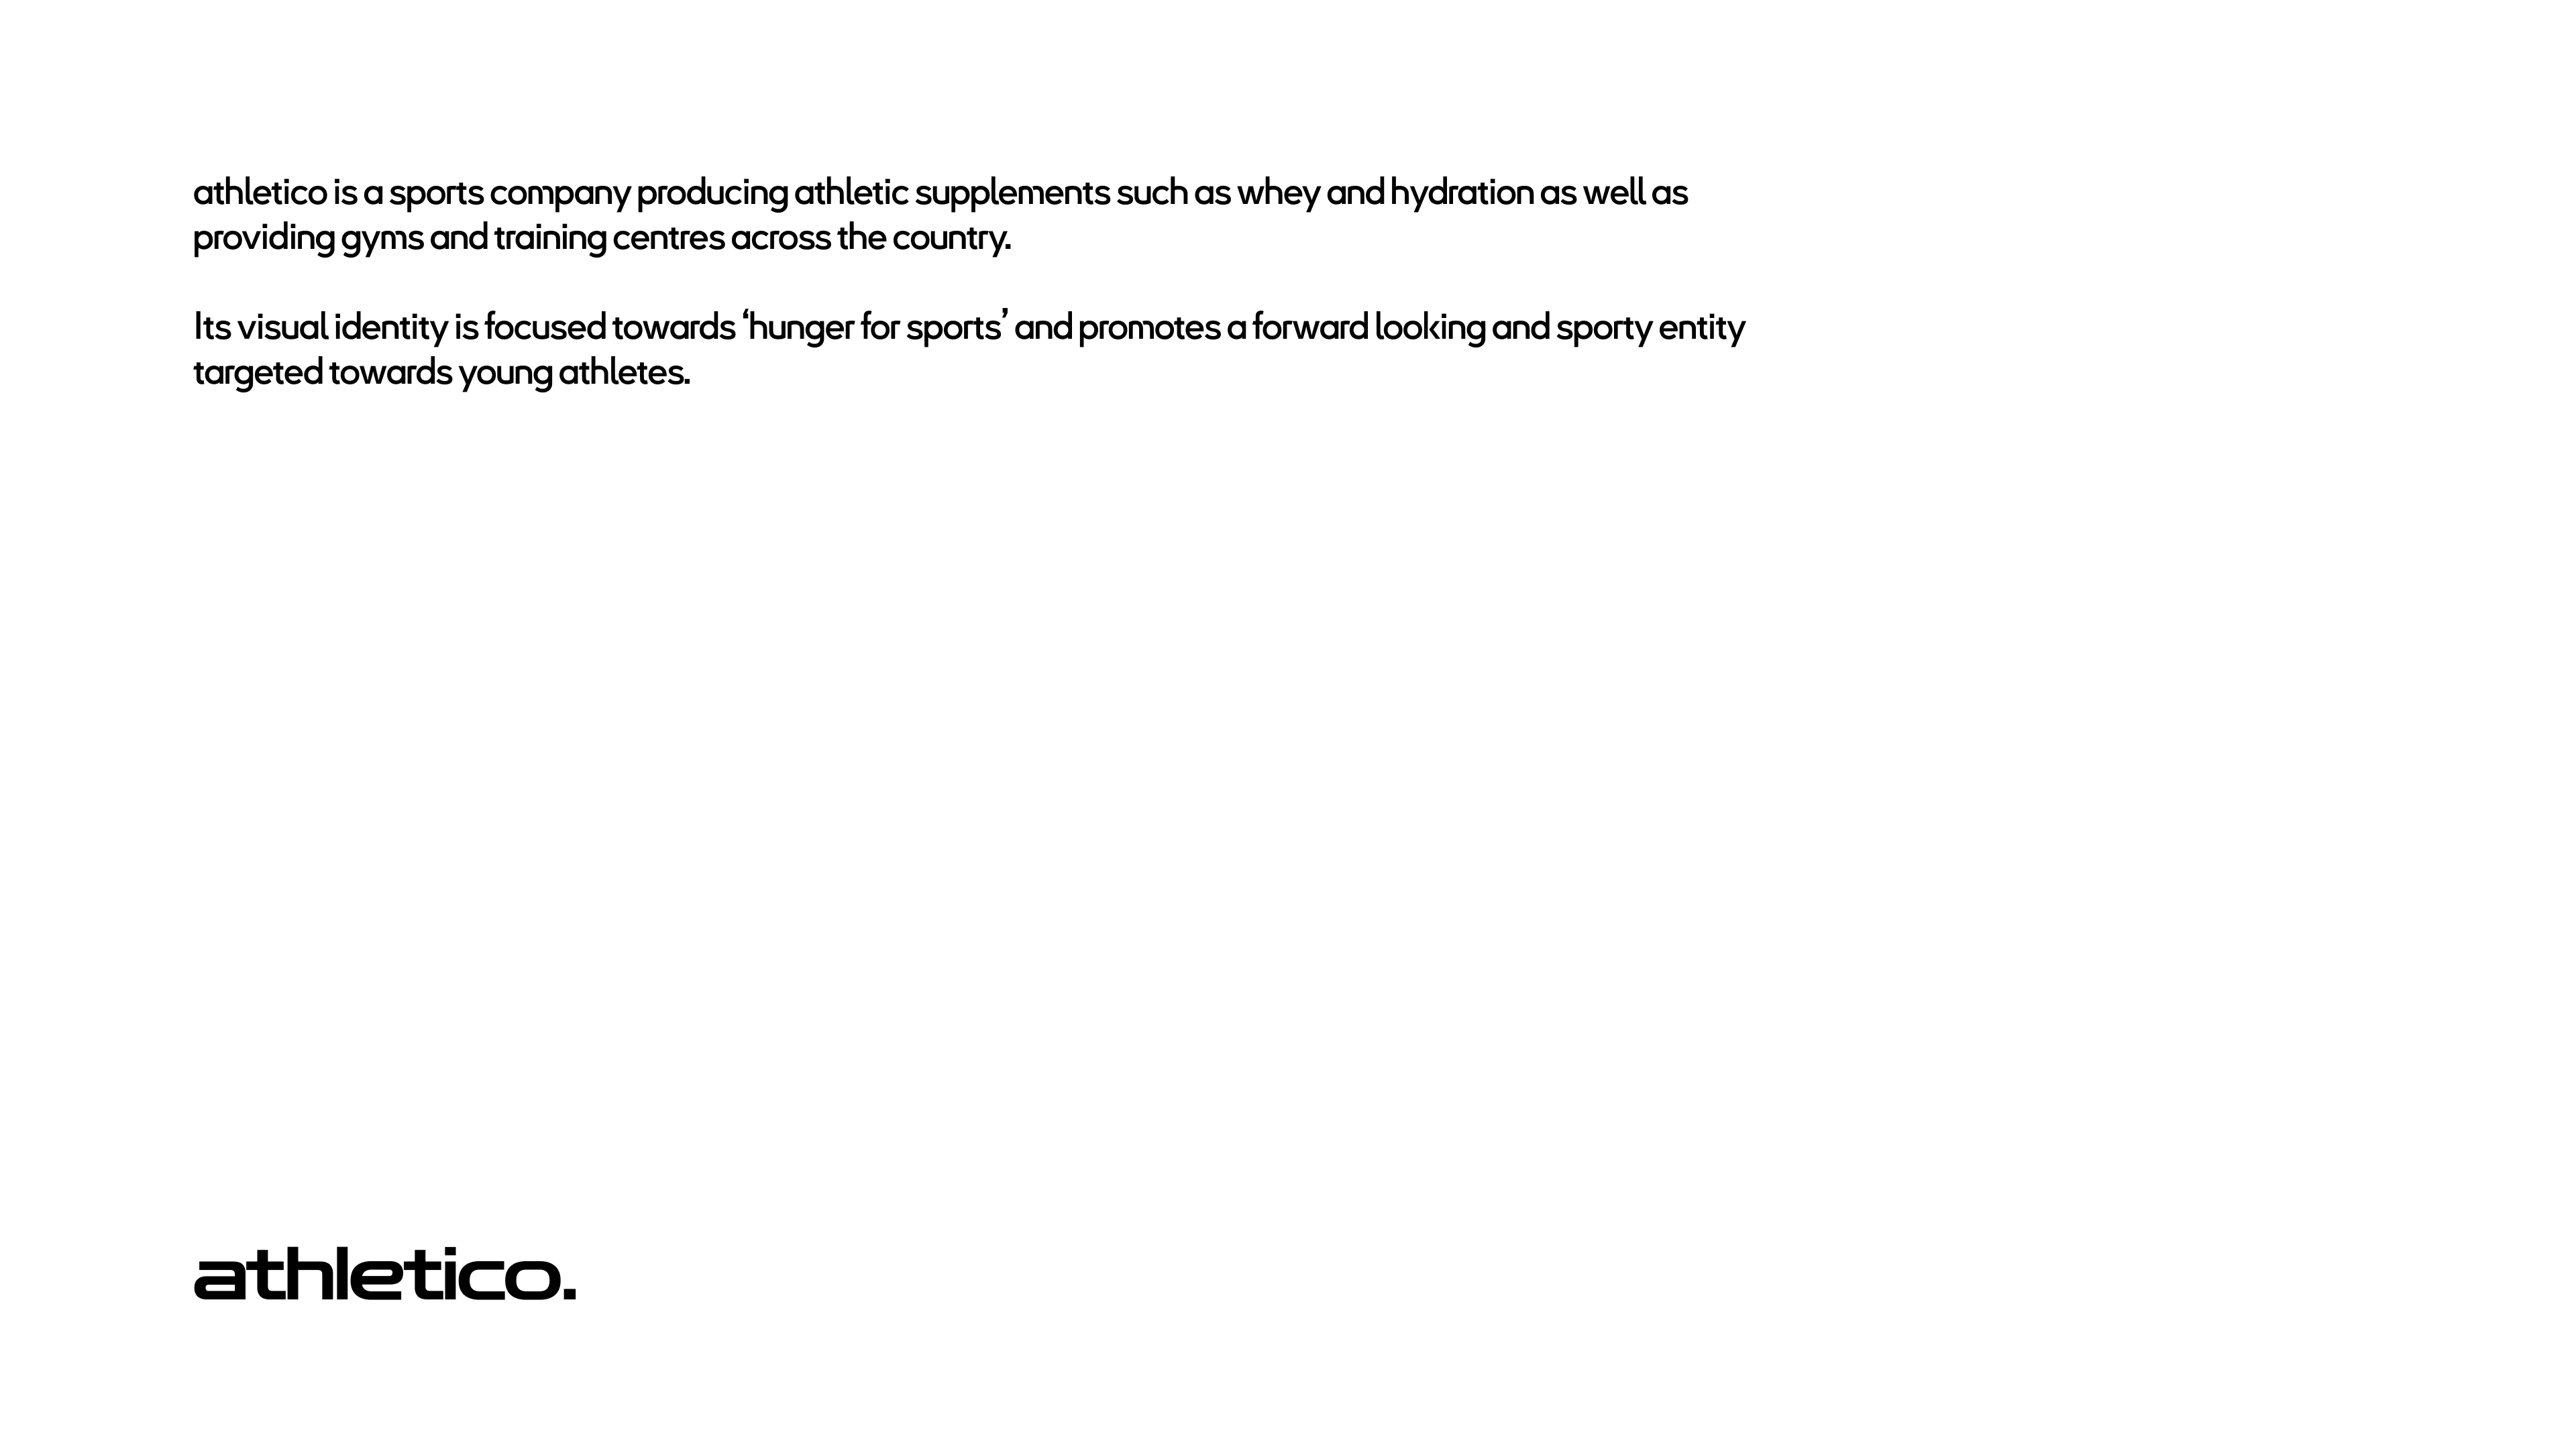 athletico is a sports company producing athletic supplements such as whey and hydration as well as
providing gyms and training centres across the country.
Its visual identity is focused towards ‘hunger for sports’ and promotes a forward looking and sporty entity
targeted towards young athletes.
athletico.